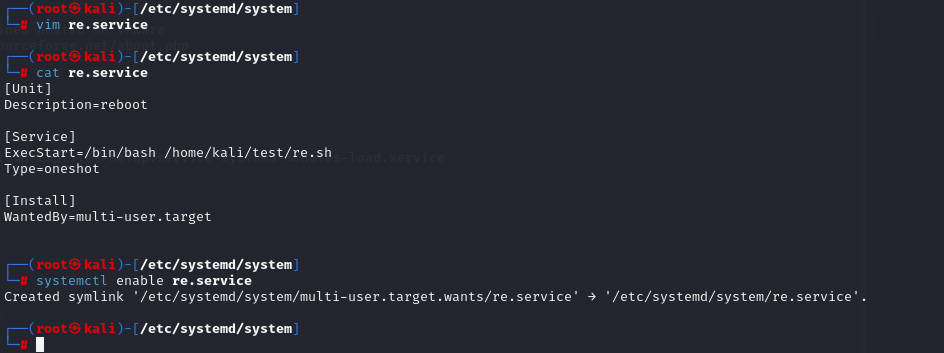 ┌──(root㉿kali)-[/etc/systemd/system]
└─# vim re.service
┌──(root㉿kali)-[/etc/systemd/system]
└─# cat re.service
[Unit]
Description=reboot
[Service]
ExecStart=/bin/bash /home/kali/test/re.sh
Type=oneshot
[Install]
WantedBy=multi-user.target
┌──(root㉿kali)-[/etc/systemd/system]
└─# systemctl enable re.service
Created symlink '/etc/systemd/system/multi-user.target.wants/re.service' → '/etc/systemd/system/re.service'.
┌──(root㉿kali)-[/etc/systemd/system]
└─#